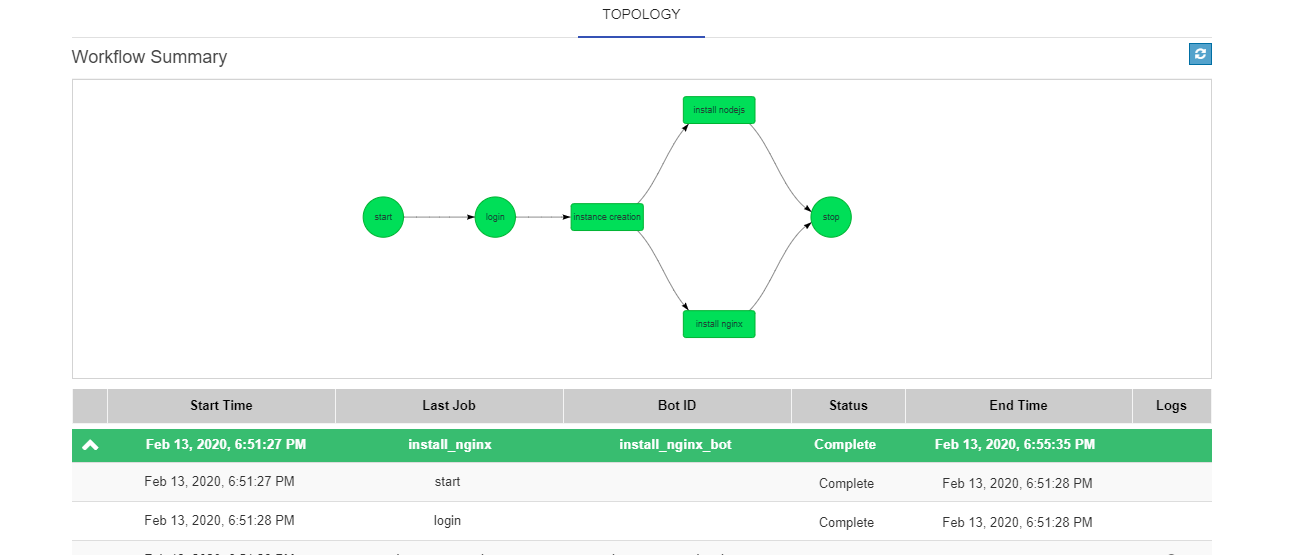 TOPOLOGY
Workflow Summary
install nodejs
start login instance creation stop
install nginx
Start Time Last Job Bot ID Status End Time Logs
Feb 13, 2020, 6:51:27 PM install_nginx install_nginx_bot Complete Feb 13, 2020, 6:55:35 PM
Feb 13, 2020, 6:51:27 PM start Complete Feb 13, 2020, 6:51:28 PM
Feb 13, 2020, 6:51:28 PM login Complete Feb 13, 2020, 6:51:28 PM